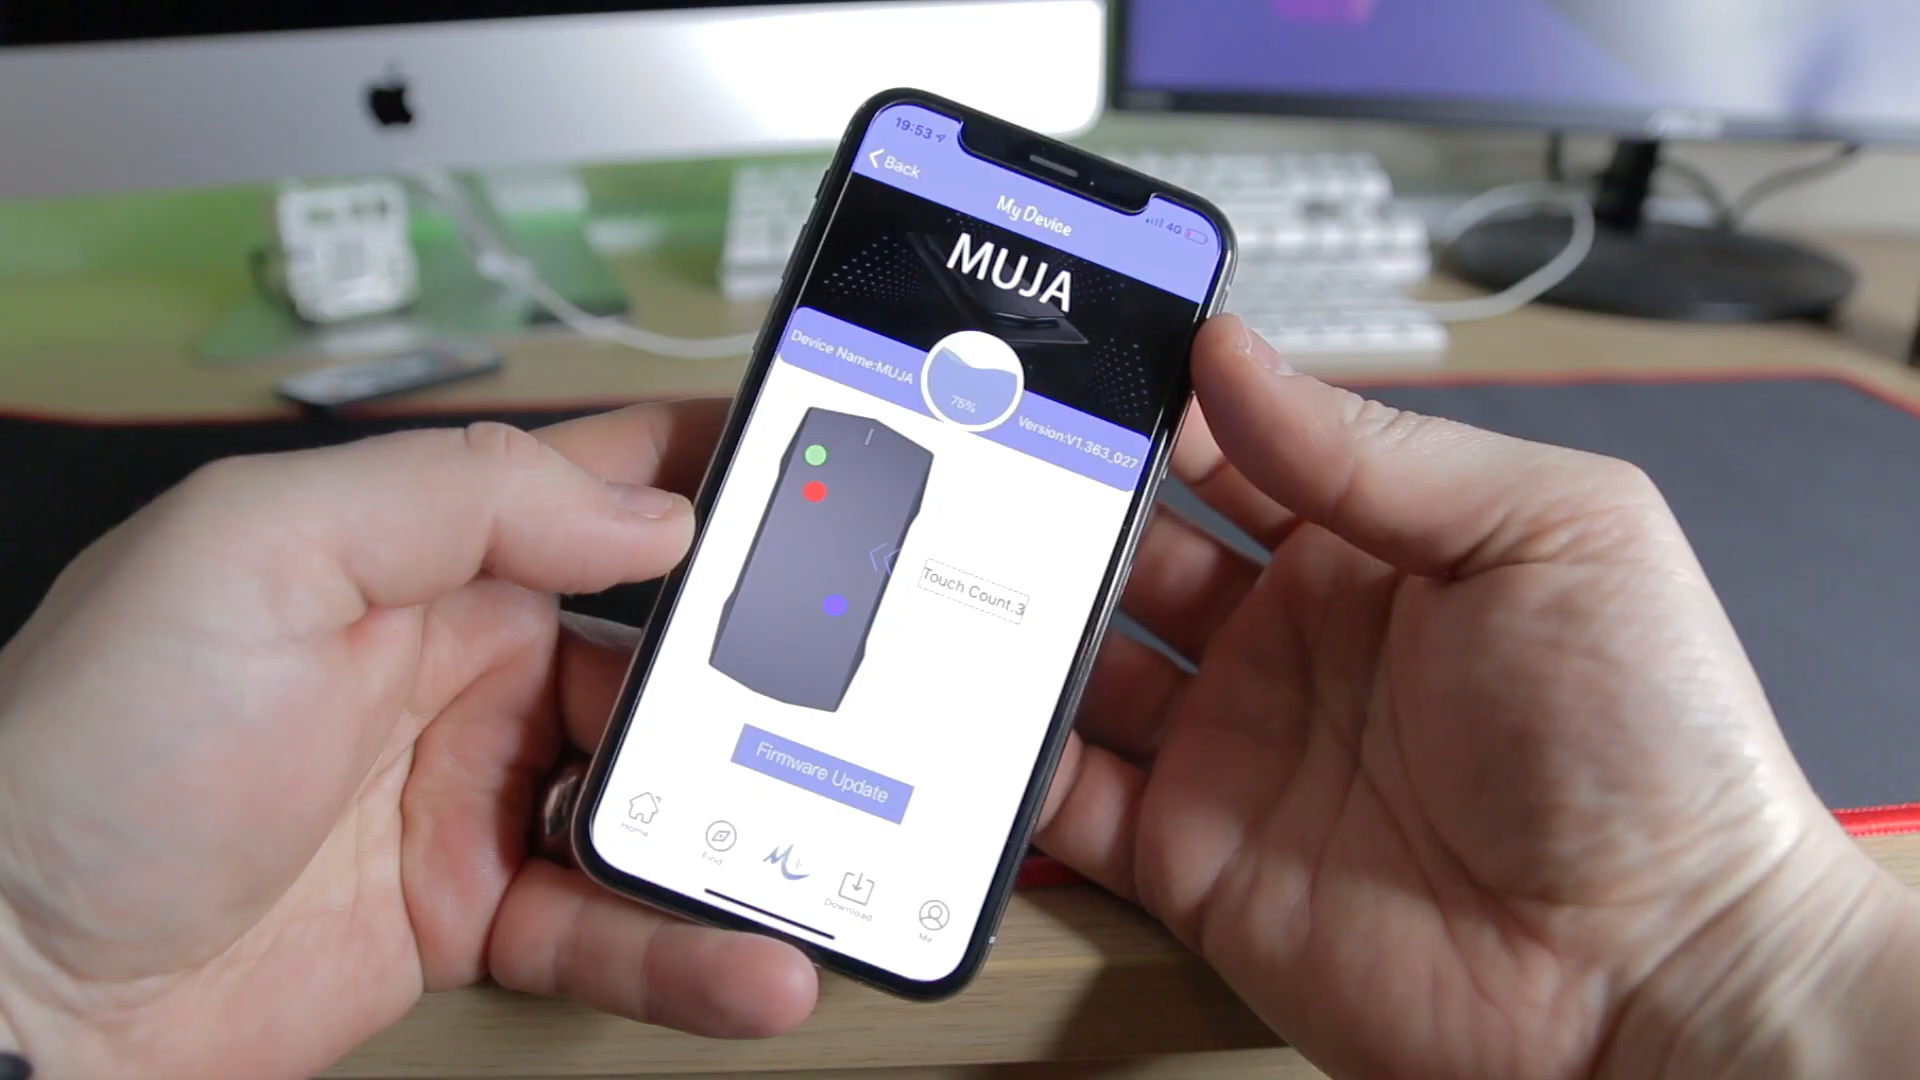 19:53
4G
Back
My Device
MUJA
Device Name:MUJA
75%
Version:V1.363_027
Touch Count:3
Firmware Update
Home
Find
Download
Me